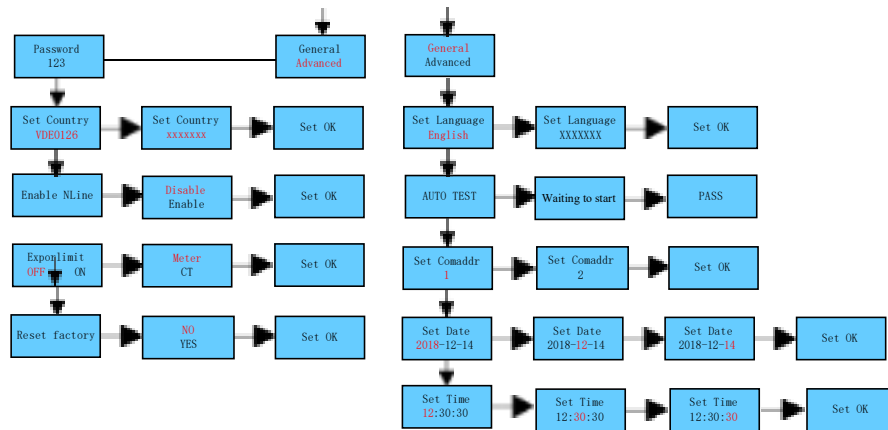 Password
123
General
Advanced
Set Country
VDE0126
Set Country
xxxxxxx
Set OK
Enable NLine
Disable
Enable
Set OK
Exponlimit
OFF ON
Meter
CT
Set OK
Reset factory
NO
YES
Set OK
General
Advanced
Set Language
English
Set Language
XXXXXXX
Set OK
AUTO TEST
Waiting to start
PASS
Set Comaddr
1
Set Comaddr
2
Set OK
Set Date
2018-12-14
Set Date
2018-12-14
Set Date
2018-12-14
Set OK
Set Time
12:30:30
Set Time
12:30:30
Set Time
12:30:30
Set OK